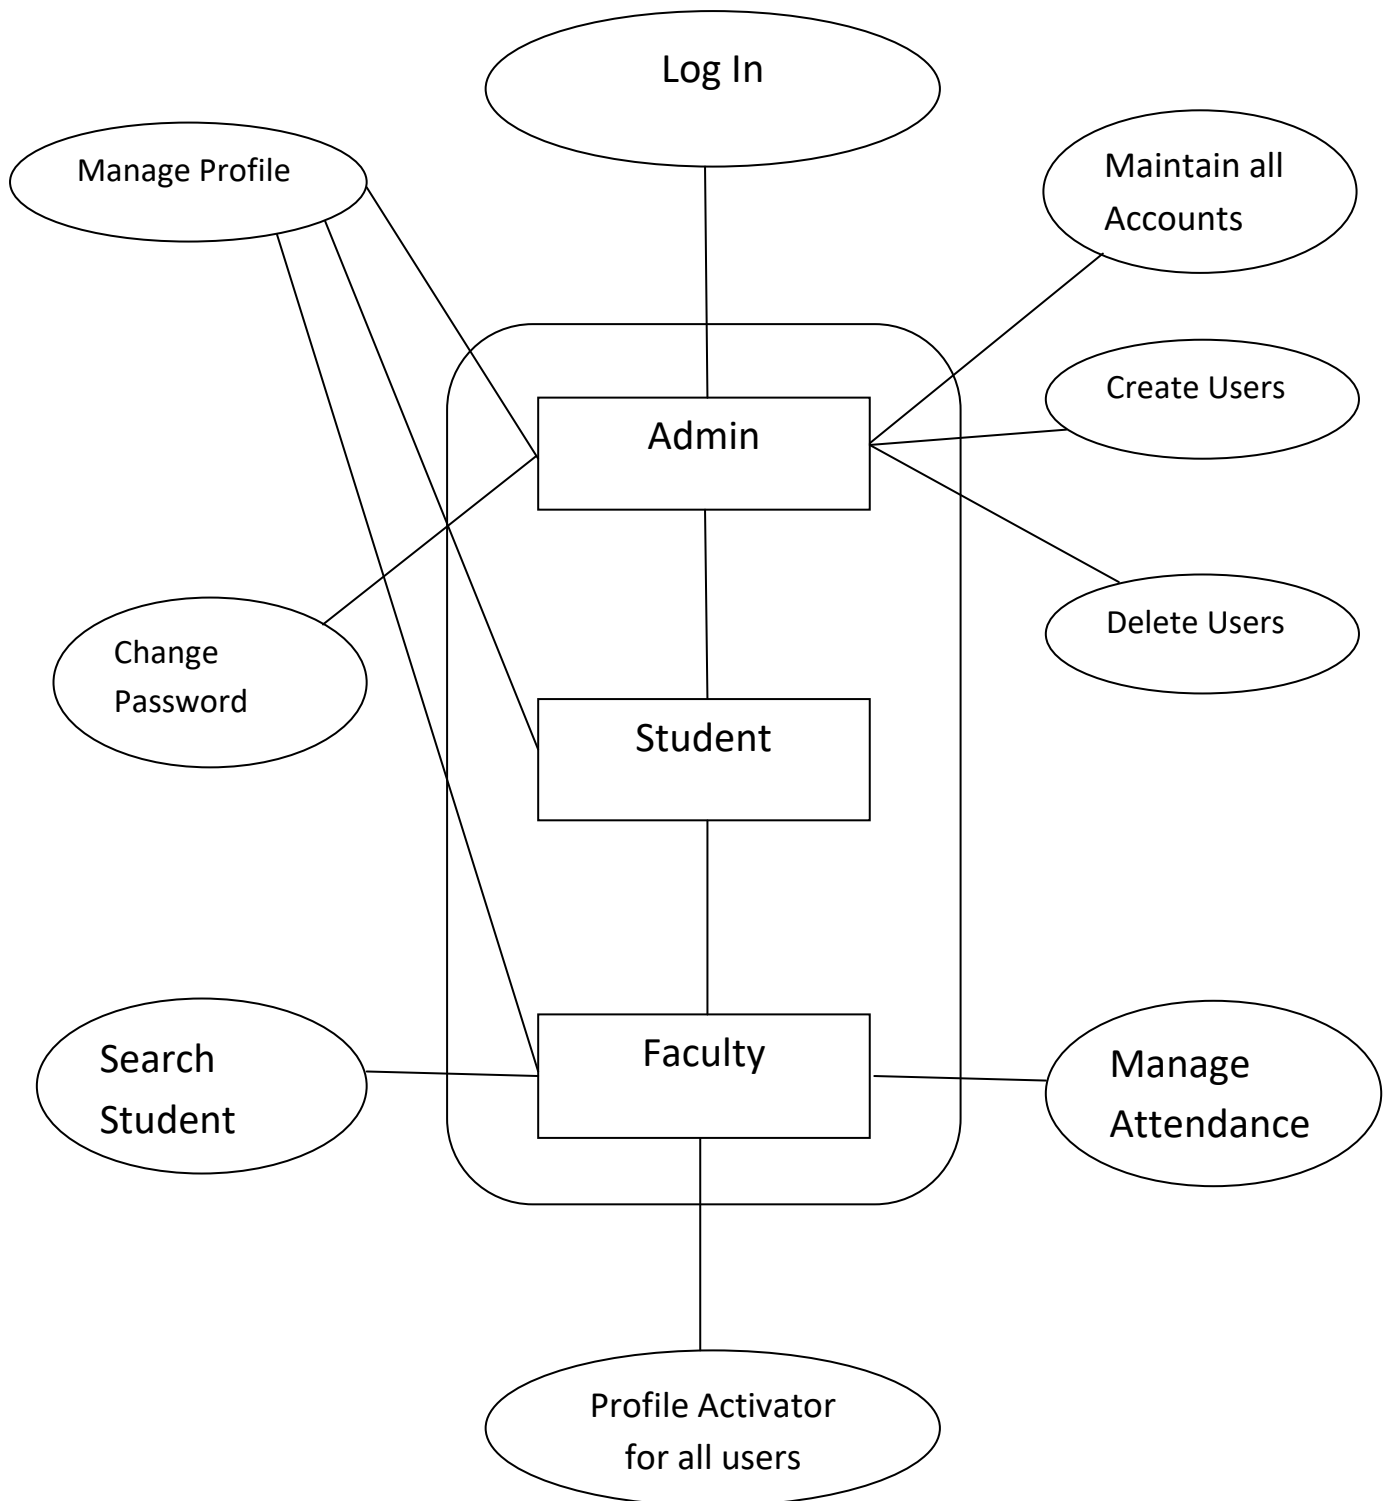 Log In
Manage Profile
Maintain all
Accounts
Create Users
Admin
Delete Users
Change
Password
Student
Search
Student
Faculty
Manage
Attendance
Profile Activator
for all users